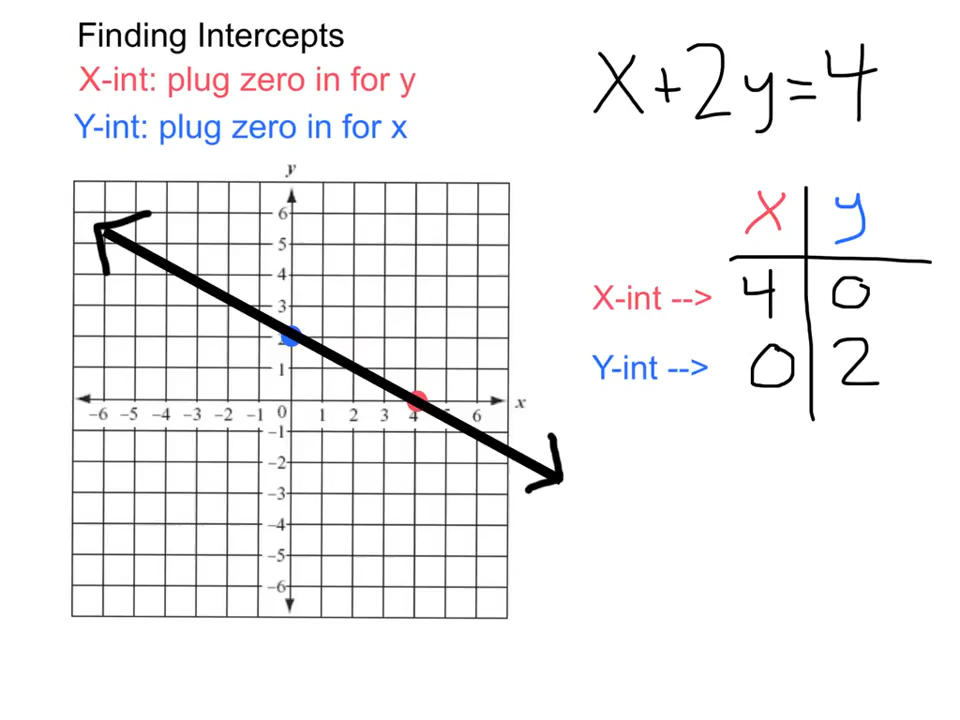 Finding Intercepts
X-int: plug zero in for y
Y-int: plug zero in for x
x+2y=4
x y
X-int --> 4 0
Y-int --> 0 2
y
6
5
4
3
1
-6 -5 -4 -3 -2 -1 0 1 2 3 4 6 x
-1
-2
-3
-4
-5
-6